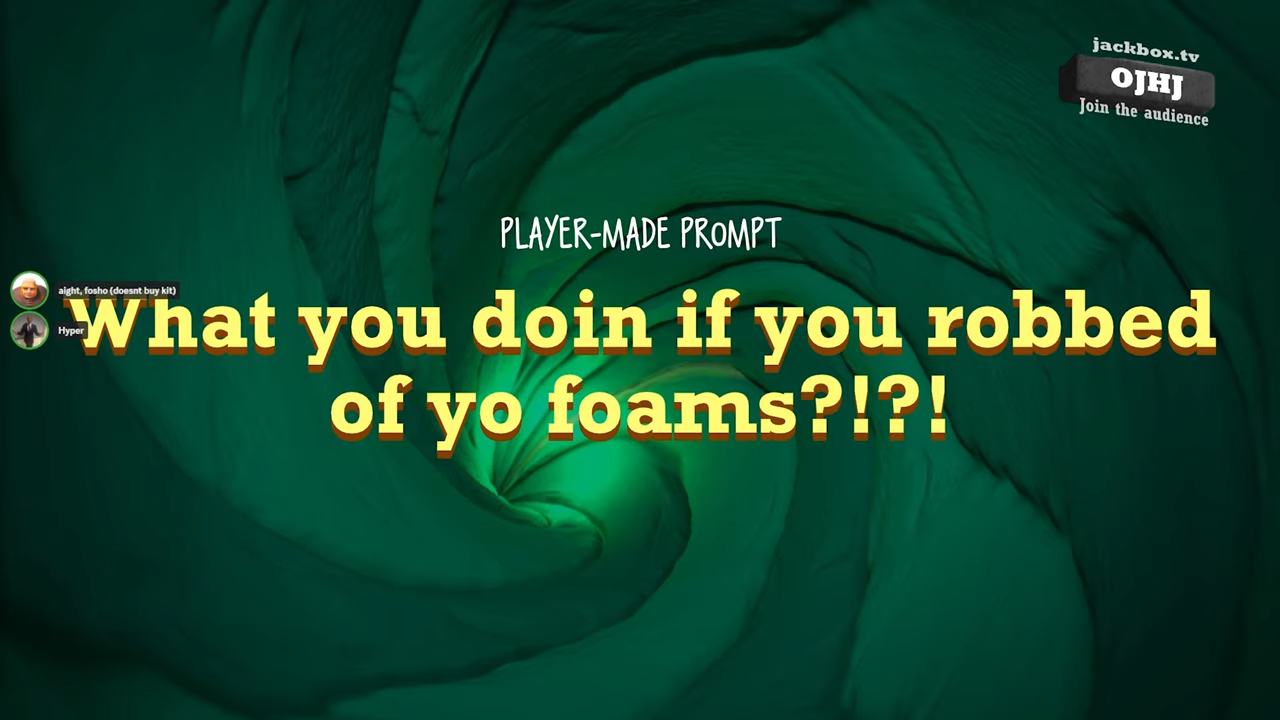 jackbox.tv
OJHJ
Join the audience
PLAYER-MADE PROMPT
aight, fosho (doesnt buy kit)
Hyper
What you doin if you robbed
of yo foams?!?!